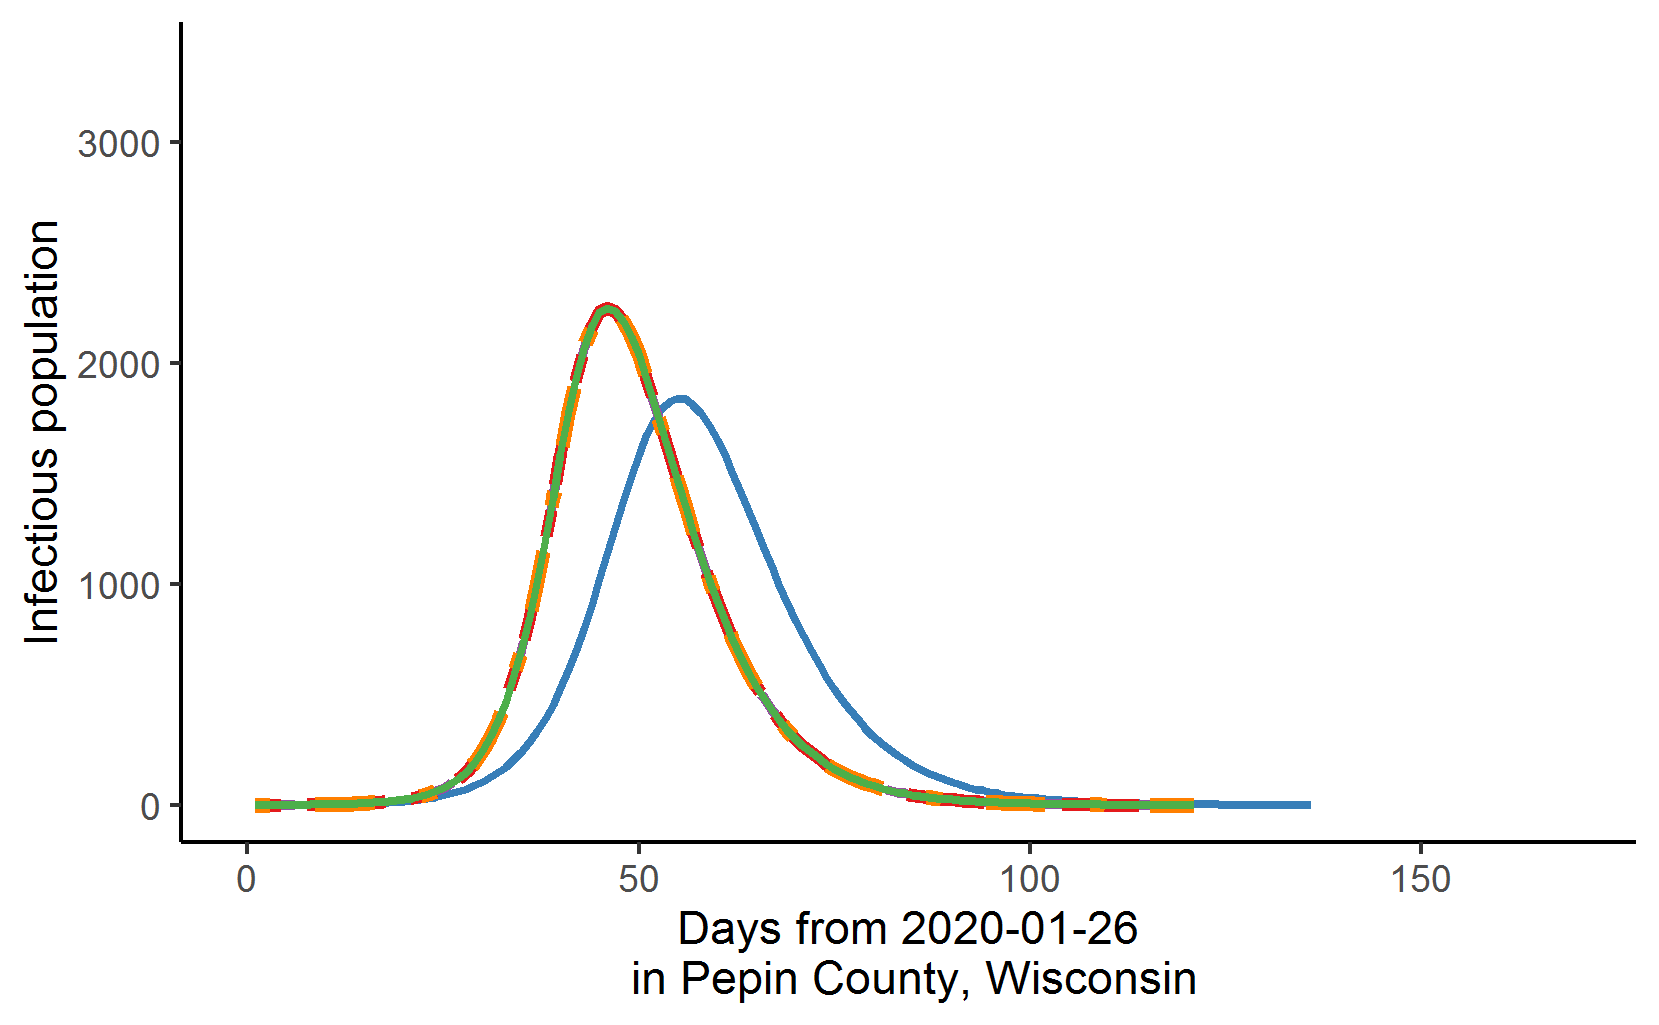 Infectious population
3000
2000
1000
0
0 50 100 150
Days from 2020-01-26
in Pepin County, Wisconsin